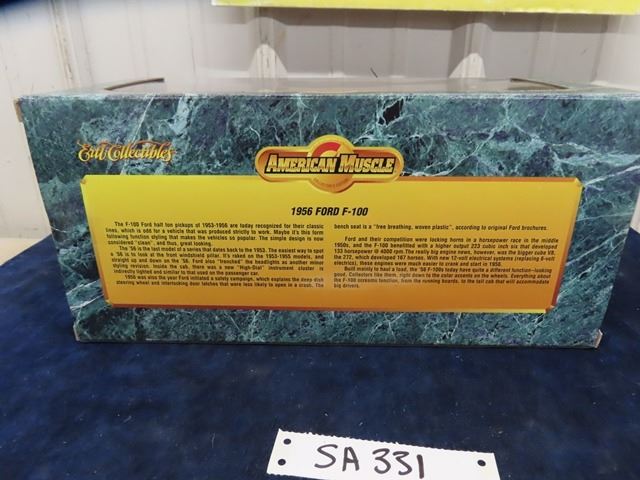 Ertl Collectibles
AMERICAN MUSCLE
1956 FORD F-100
The F-100 Ford half ton pickups of 1953-1956 are today recognized for their classic
lines, which is odd for a vehicle that was produced strictly to work. Maybe it's this form
following function styling that makes the vehicles so popular. The simple design is now
considered "clean", and thus, great looking.
The '56 is the last model of a series that dates back to 1953. The easiest way to spot
a '56 is to look at the front windshield pillar. It's raked on the 1953-1955 models, and
straight up and down on the '56. Ford also "frenched" the headlights as another minor
styling revision. Inside the cab, there was a new "High-Dial" instrument cluster is
indirectly lighted and similar to that used on the passenger car.
1956 was also the year Ford initiated a safety campaign, which explains the deep dish
steering wheel and interlocking door latches that were less likely to open in a crash. The
bench seat is a "free breathing, woven plastic", according to original Ford brochures.
Ford and their competition were locking horns in a horsepower race in the middle
1950s, and the F-100 benefitted with a higher output 223 cubic inch six that developed
133 horsepower @ 4000 rpm. The really big engine news, however, was the bigger cube V8,
the 272, which developed 167 horses. With new 12-volt electrical systems (replacing 6-volt
electrics), these engines were much easier to crank and start in 1956.
Built mainly to haul a load, the '56 F-100s today have quite a different function--looking
good. Collectors like them, right down to the color accents on the wheels. Everything about
the F-100 screams function, from the running boards, to the tall cab that will accommodate
big drivers.
SA 331